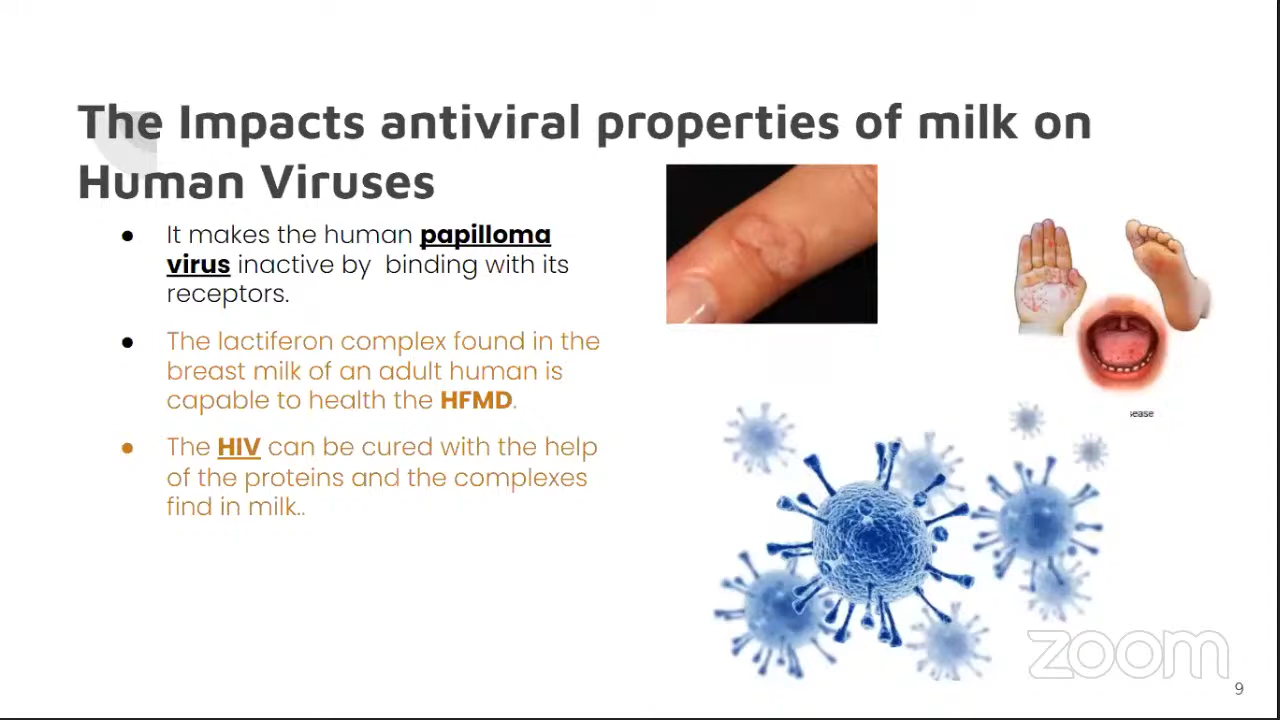 The Impacts antiviral properties of milk on
Human Viruses
● It makes the human papilloma
virus inactive by binding with its
receptors.
● The lactiferon complex found in the
breast milk of an adult human is
capable to health the HFMD.
● The HIV can be cured with the help
of the proteins and the complexes
find in milk..
sease
zoom
9